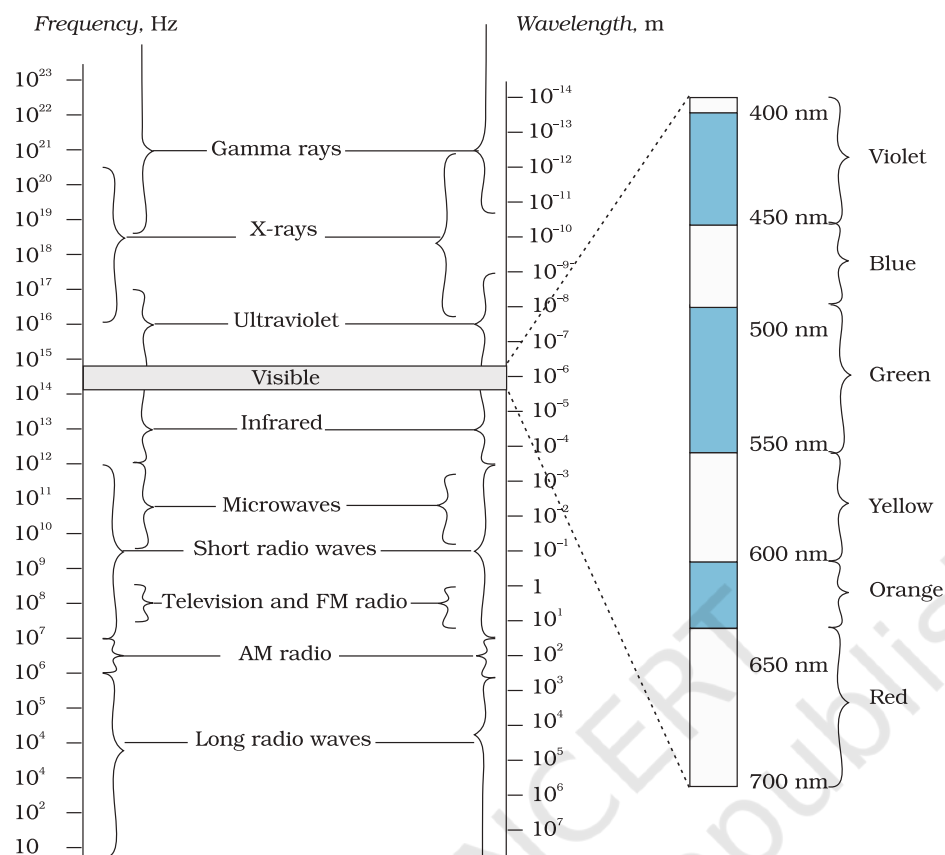 Frequency, Hz
Wavelength, m
10²³
10²²
10²¹
10²⁰
10¹⁹
10¹⁸
10¹⁷
10¹⁶
10¹⁵
10¹⁴
10¹³
10¹²
10¹¹
10¹⁰
10⁹
10⁸
10⁷
10⁶
10⁵
10⁴
10⁴
10²
10
Gamma rays
X-rays
Ultraviolet
Visible
Infrared
Microwaves
Short radio waves
Television and FM radio
AM radio
Long radio waves
10⁻¹⁴
10⁻¹³
10⁻¹²
10⁻¹¹
10⁻¹⁰
10⁻⁹
10⁻⁸
10⁻⁷
10⁻⁶
10⁻⁵
10⁻⁴
10⁻³
10⁻²
10⁻¹
1
10¹
10²
10³
10⁴
10⁵
10⁶
10⁷
400 nm
450 nm
500 nm
550 nm
600 nm
650 nm
700 nm
Violet
Blue
Green
Yellow
Orange
Red
NCERT
republis